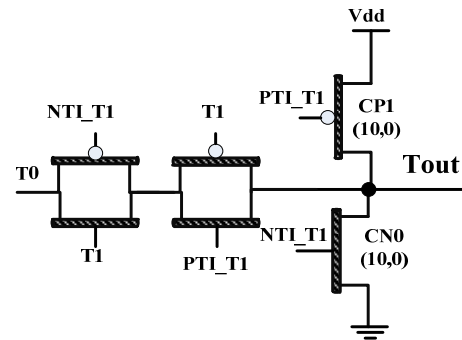 Vdd
NTI_T1
T1
PTI_T1
CP1
(10,0)
T0
Tout
T1
PTI_T1
NTI_T1
CN0
(10,0)